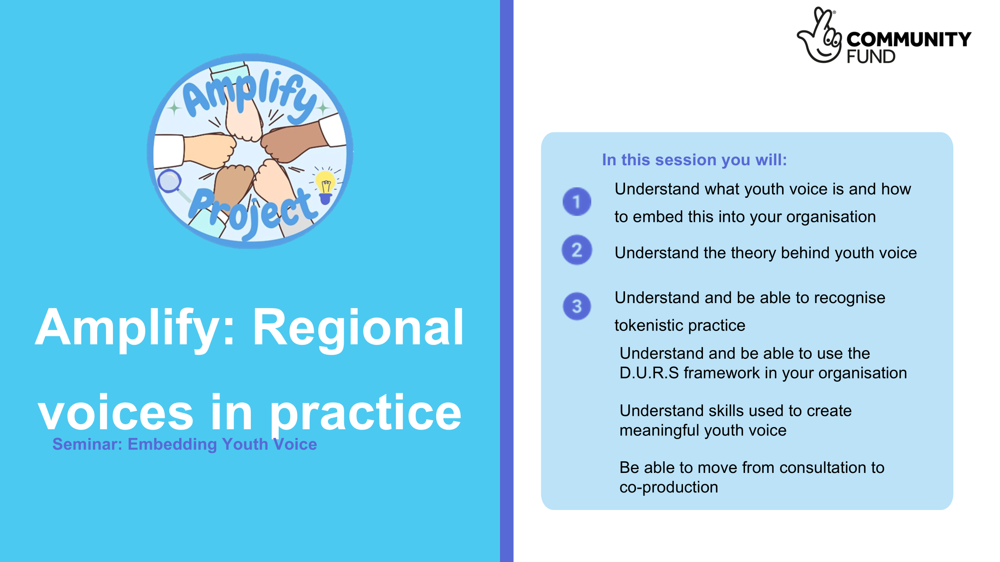 Amplify
Project
Amplify: Regional
voices in practice
Seminar: Embedding Youth Voice
®
COMMUNITY
FUND
In this session you will:
1
Understand what youth voice is and how
to embed this into your organisation
2
Understand the theory behind youth voice
3
Understand and be able to recognise
tokenistic practice
Understand and be able to use the
D.U.R.S framework in your organisation
Understand skills used to create
meaningful youth voice
Be able to move from consultation to
co-production